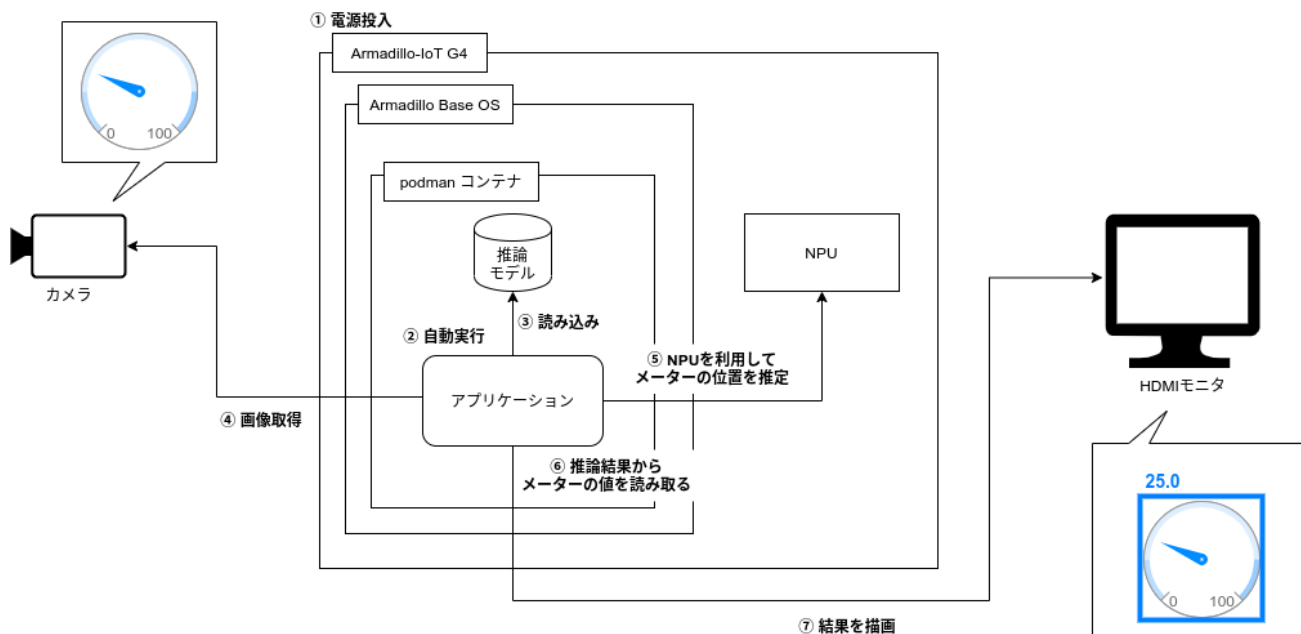 ① 電源投入
Armadillo-IoT G4
Armadillo Base OS
0 100
podman コンテナ
推論
モデル
NPU
カメラ
② 自動実行
③ 読み込み
⑤ NPUを利用して
メーターの位置を推定
アプリケーション
HDMIモニタ
④ 画像取得
⑥ 推論結果から
メーターの値を読み取る
25.0
0 100
⑦ 結果を描画